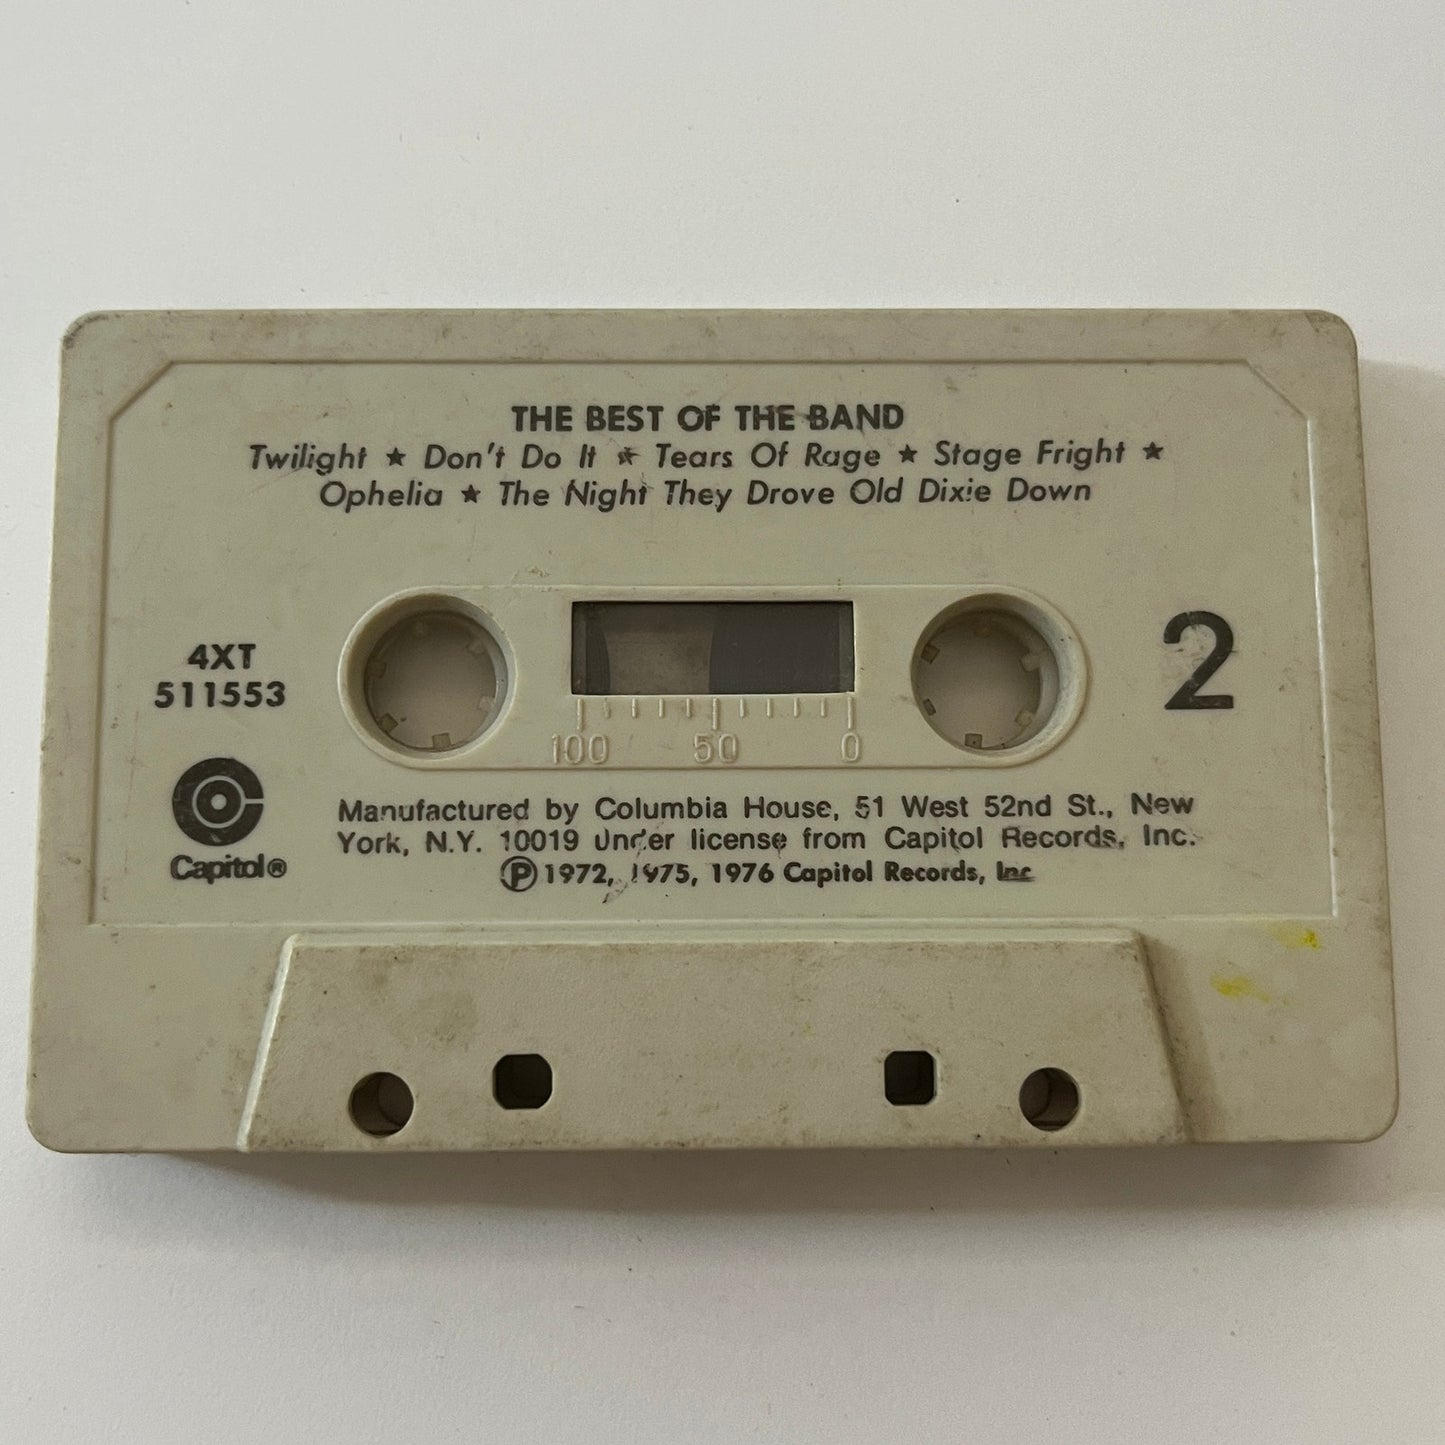 THE BEST OF THE BAND
Twilight ★ Don't Do It ★ Tears Of Rage ★ Stage Fright ★
Ophelia ★ The Night They Drove Old Dixie Down
4XT
511553
2
100 50 0
Capitol®
Manufactured by Columbia House, 51 West 52nd St., New
York, N.Y. 10019 Under license from Capitol Records, Inc.
Ⓟ 1972, 1975, 1976 Capitol Records, Inc